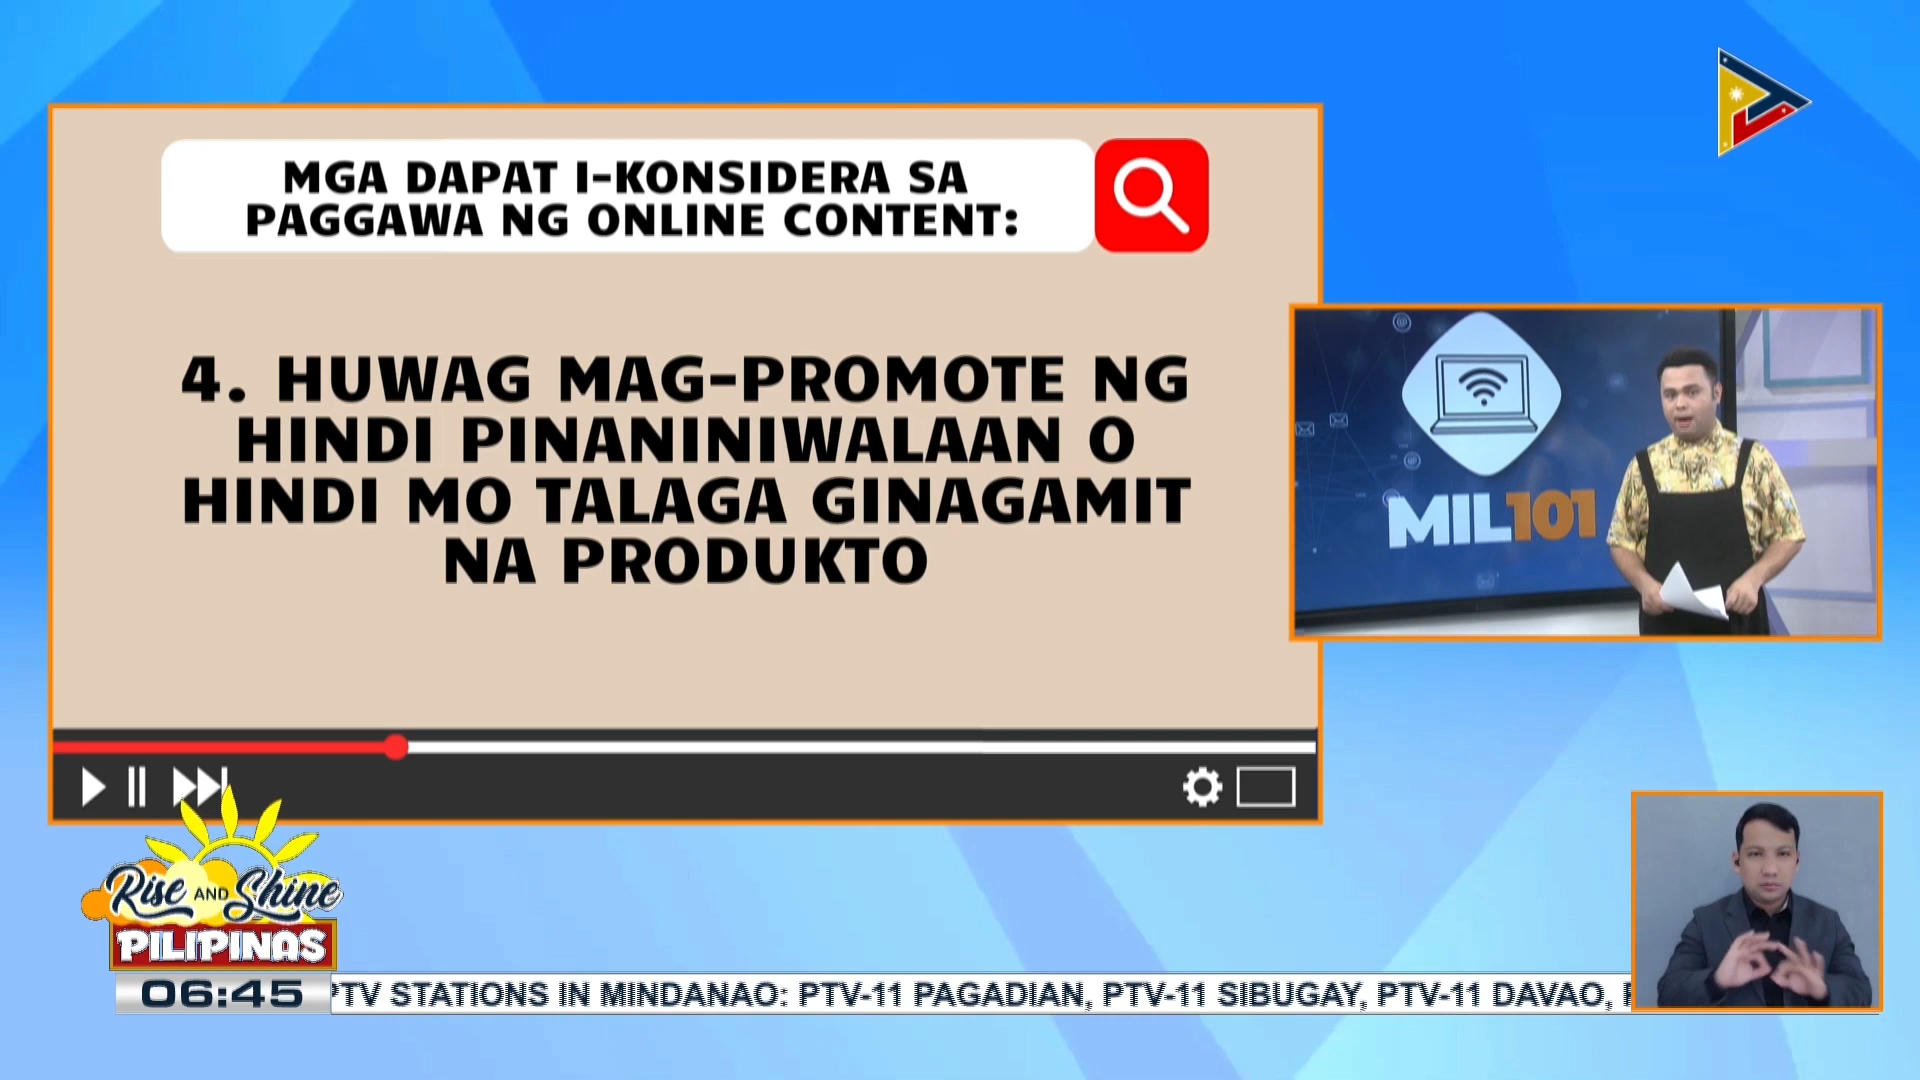 MGA DAPAT I-KONSIDERA SA
PAGGAWA NG ONLINE CONTENT:
4. HUWAG MAG-PROMOTE NG
HINDI PINANINIWALAAN O
HINDI MO TALAGA GINAGAMIT
NA PRODUKTO
MIL101
Rise AND Shine
PILIPINAS
06:45
PTV STATIONS IN MINDANAO: PTV-11 PAGADIAN, PTV-11 SIBUGAY, PTV-11 DAVAO,